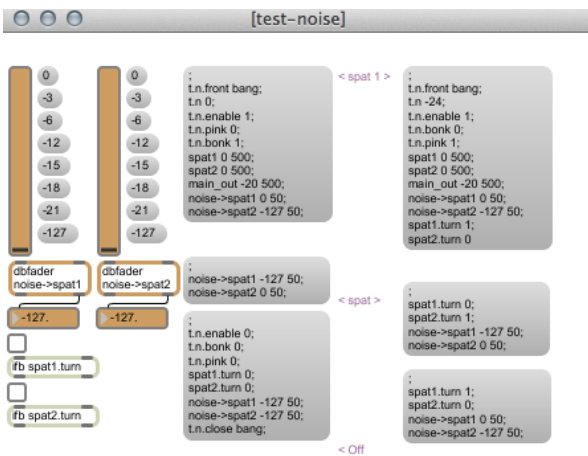 [test-noise]
0
-3
-6
-12
-15
-18
-21
-127
0
-3
-6
-12
-15
-18
-21
-127
dbfader
noise->spat1
dbfader
noise->spat2
-127.
-127.
ifb spat1.turn
ifb spat2.turn
;
t.n.front bang;
t.n 0;
t.n.enable 1;
t.n.pink 0;
t.n.bonk 1;
spat1 0 500;
spat2 0 500;
main_out -20 500;
noise->spat1 0 50;
noise->spat2 -127 50;
;
noise->spat1 -127 50;
noise->spat2 0 50;
;
t.n.enable 0;
t.n.bonk 0;
t.n.pink 0;
spat1.turn 0;
spat2.turn 0;
noise->spat1 -127 50;
noise->spat2 -127 50;
t.n.close bang;
< spat 1 >
< spat >
< Off
;
t.n.front bang;
t.n -24;
t.n.enable 1;
t.n.bonk 0;
t.n.pink 1;
spat1 0 500;
spat2 0 500;
main_out -20 500;
noise->spat1 0 50;
noise->spat2 -127 50;
spat1.turn 1;
spat2.turn 0
;
spat1.turn 0;
spat2.turn 1;
noise->spat1 -127 50;
noise->spat2 0 50;
;
spat1.turn 1;
spat2.turn 0;
noise->spat1 0 50;
noise->spat2 -127 50;